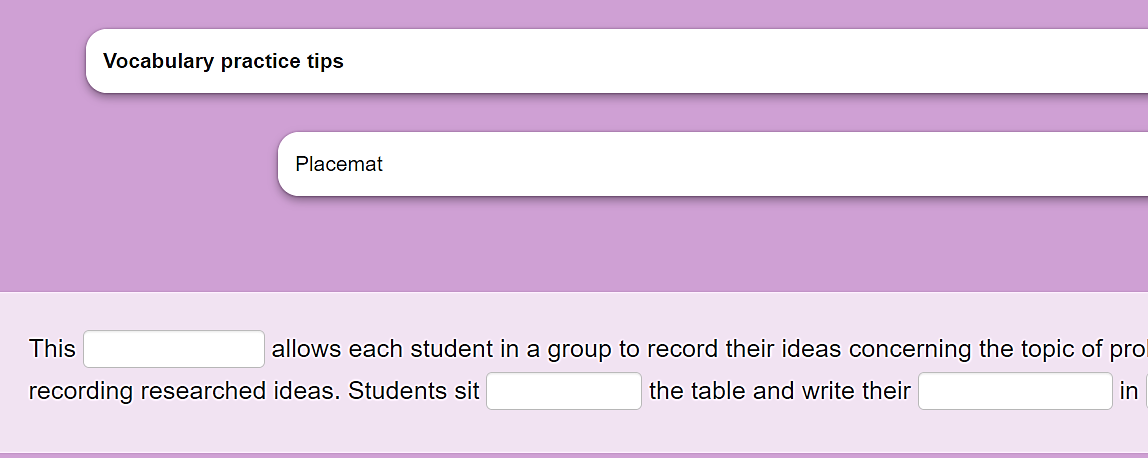 Vocabulary practice tips
Placemat
This allows each student in a group to record their ideas concerning the topic of
recording researched ideas. Students sit the table and write their in